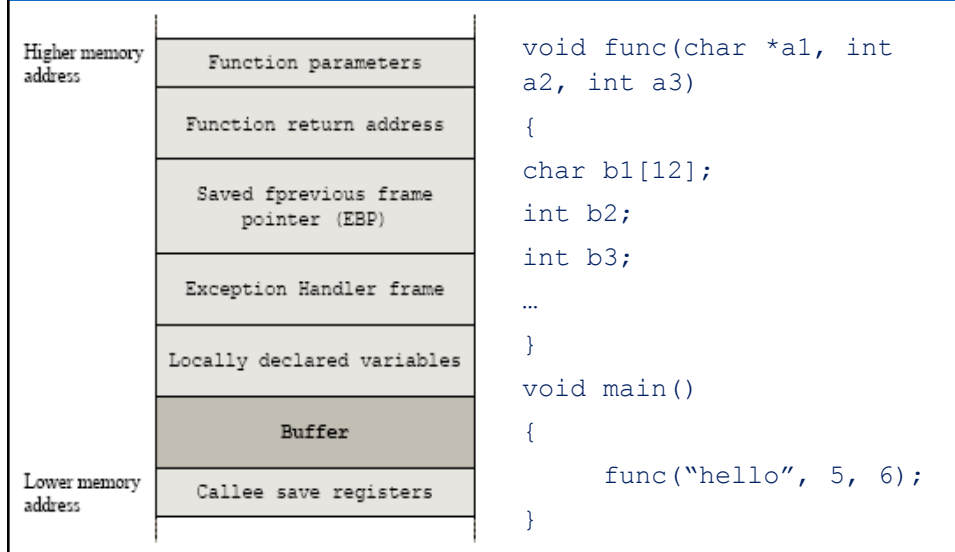 Higher memory
address
Function parameters
Function return address
Saved fprevious frame
pointer (EBP)
Exception Handler frame
Locally declared variables
Buffer
Lower memory
address
Callee save registers
void func(char *a1, int
a2, int a3)
{
char b1[12];
int b2;
int b3;
…
}
void main()
{
func(“hello”, 5, 6);
}